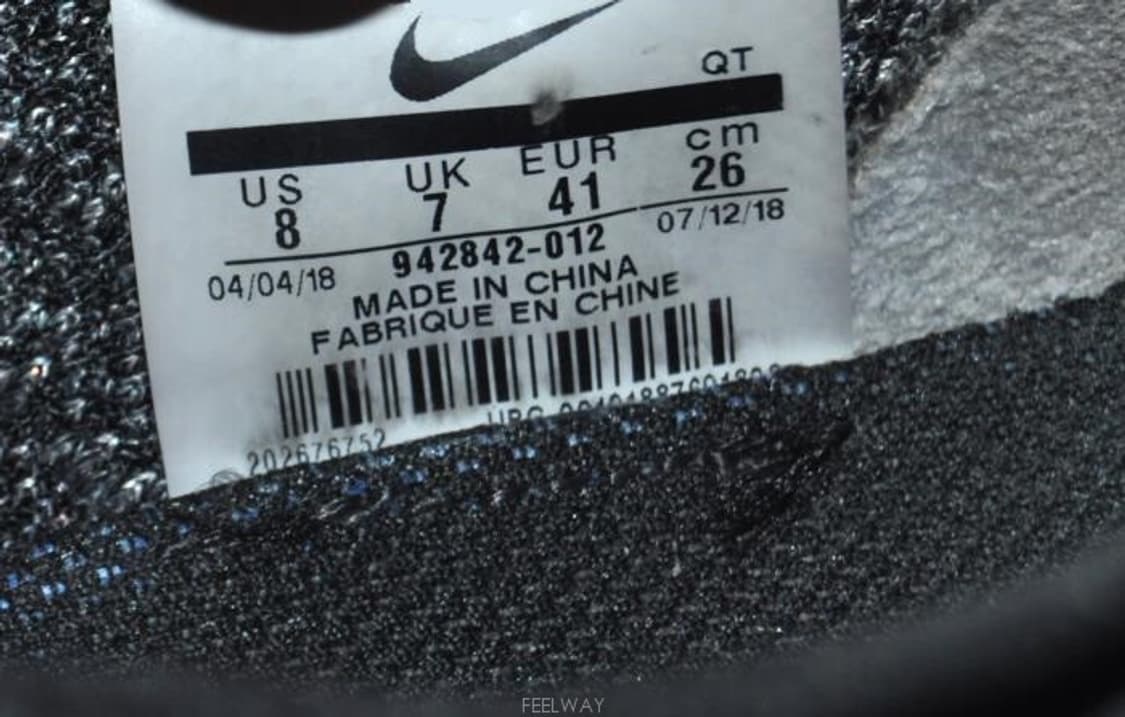 QT
US UK EUR cm
8 7 41 26
04/04/18 942842-012 07/12/18
MADE IN CHINA
FABRIQUE EN CHINE
202676752
FEELWAY